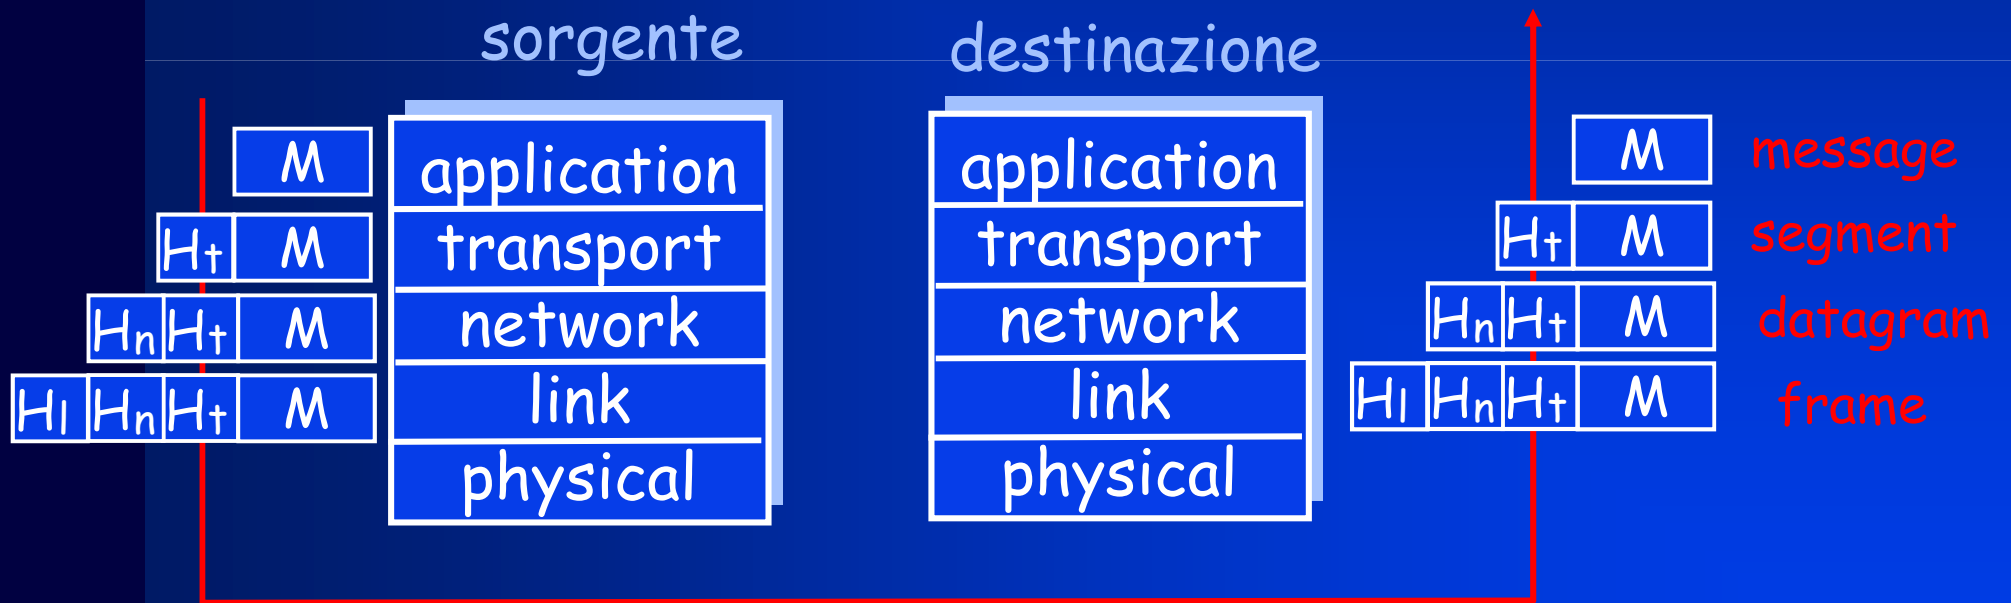 sorgente destinazione
M application application M message
Ht M transport transport Ht M segment
Hn Ht M network network Hn Ht M datagram
Hl Hn Ht M link link Hl Hn Ht M frame
physical physical